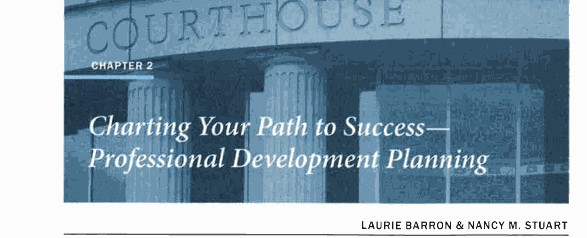 COURTHOUSE
CHAPTER 2
Charting Your Path to Success—
Professional Development Planning
LAURIE BARRON & NANCY M. STUART